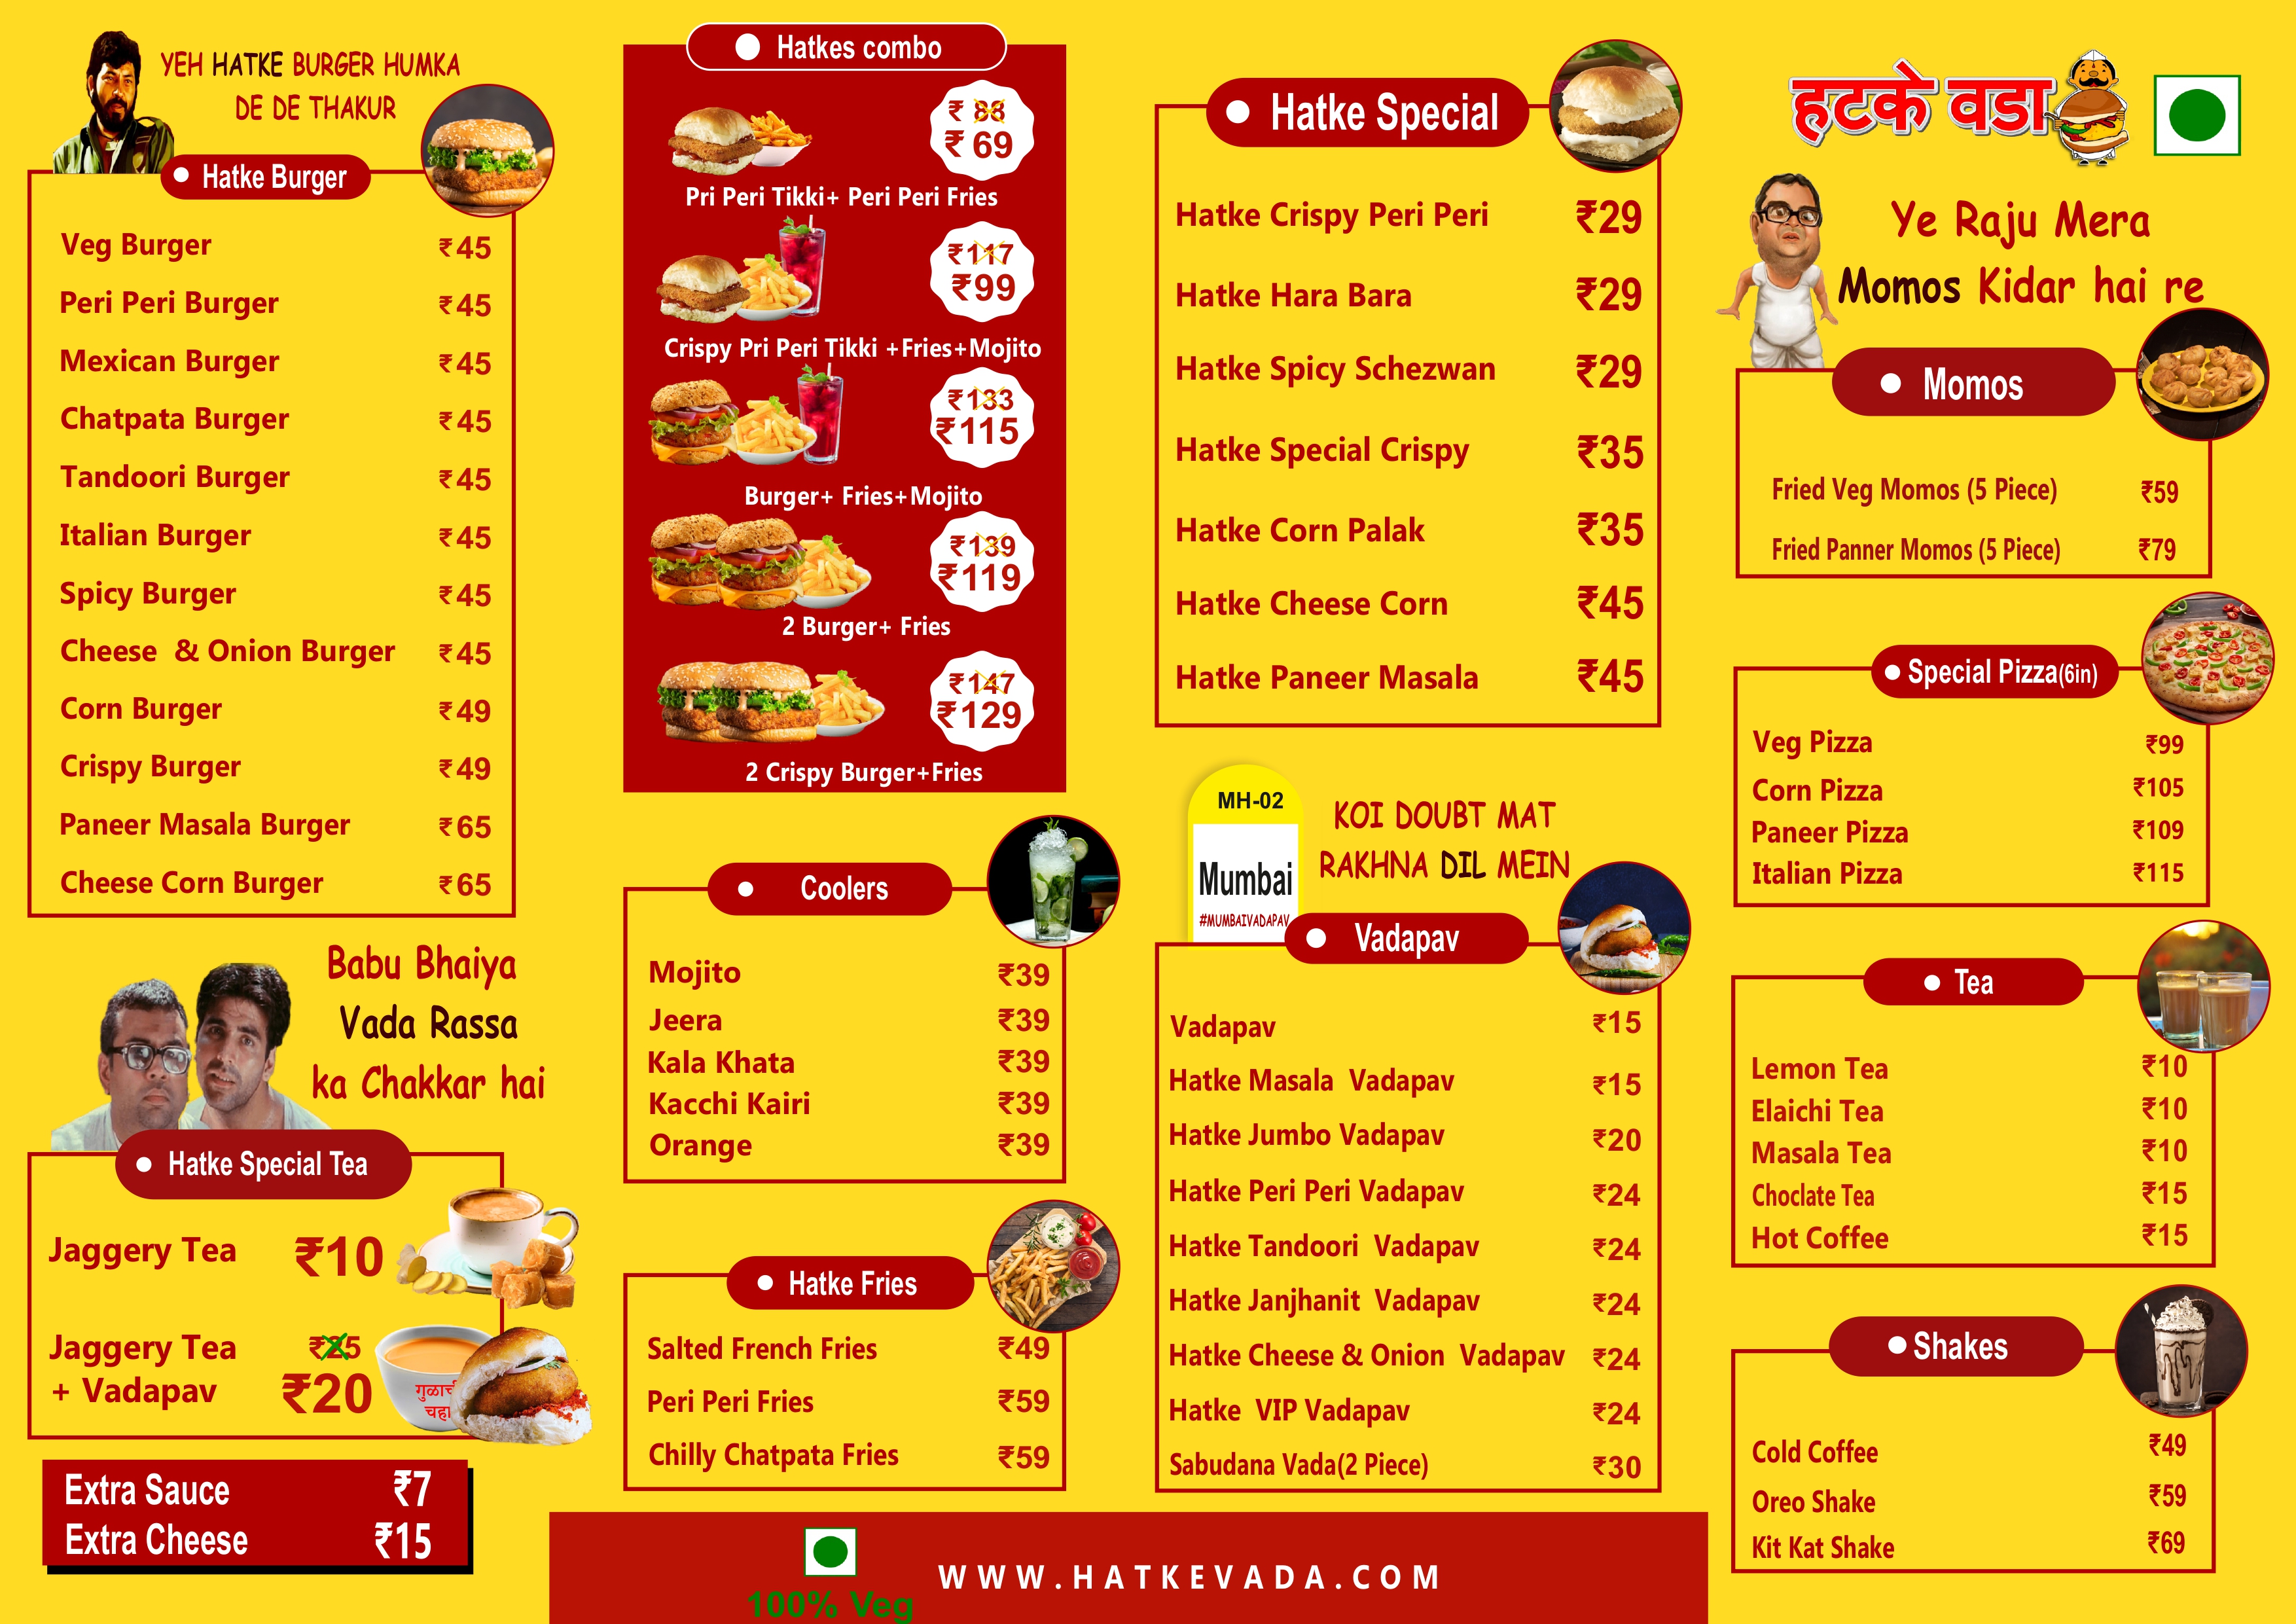 YEH HATKE BURGER HUMKA
DE DE THAKUR
Hatke Burger
Veg Burger ₹45
Peri Peri Burger ₹45
Mexican Burger ₹45
Chatpata Burger ₹45
Tandoori Burger ₹45
Italian Burger ₹45
Spicy Burger ₹45
Cheese & Onion Burger ₹45
Corn Burger ₹49
Crispy Burger ₹49
Paneer Masala Burger ₹65
Cheese Corn Burger ₹65
Babu Bhaiya
Vada Rassa
ka Chakkar hai
Hatke Special Tea
Jaggery Tea ₹10
Jaggery Tea ₹25
+ Vadapav ₹20
गुळाची
चहा
Extra Sauce ₹7
Extra Cheese ₹15
Hatkes combo
₹ 88
₹ 69
Pri Peri Tikki+ Peri Peri Fries
₹117
₹99
Crispy Pri Peri Tikki +Fries+Mojito
₹133
₹115
Burger+ Fries+Mojito
₹139
₹119
2 Burger+ Fries
₹147
₹129
2 Crispy Burger+Fries
Coolers
Mojito ₹39
Jeera ₹39
Kala Khata ₹39
Kacchi Kairi ₹39
Orange ₹39
Hatke Fries
Salted French Fries ₹49
Peri Peri Fries ₹59
Chilly Chatpata Fries ₹59
Hatke Special
Hatke Crispy Peri Peri ₹29
Hatke Hara Bara ₹29
Hatke Spicy Schezwan ₹29
Hatke Special Crispy ₹35
Hatke Corn Palak ₹35
Hatke Cheese Corn ₹45
Hatke Paneer Masala ₹45
MH-02
Mumbai
#MUMBAIVADAPAV
KOI DOUBT MAT
RAKHNA DIL MEIN
Vadapav
Vadapav ₹15
Hatke Masala Vadapav ₹15
Hatke Jumbo Vadapav ₹20
Hatke Peri Peri Vadapav ₹24
Hatke Tandoori Vadapav ₹24
Hatke Janjhanit Vadapav ₹24
Hatke Cheese & Onion Vadapav ₹24
Hatke VIP Vadapav ₹24
Sabudana Vada(2 Piece) ₹30
हटके वडा
Ye Raju Mera
Momos Kidar hai re
Momos
Fried Veg Momos (5 Piece) ₹59
Fried Panner Momos (5 Piece) ₹79
Special Pizza(6in)
Veg Pizza ₹99
Corn Pizza ₹105
Paneer Pizza ₹109
Italian Pizza ₹115
Tea
Lemon Tea ₹10
Elaichi Tea ₹10
Masala Tea ₹10
Choclate Tea ₹15
Hot Coffee ₹15
Shakes
Cold Coffee ₹49
Oreo Shake ₹59
Kit Kat Shake ₹69
100% Veg
WWW.HATKEVADA.COM